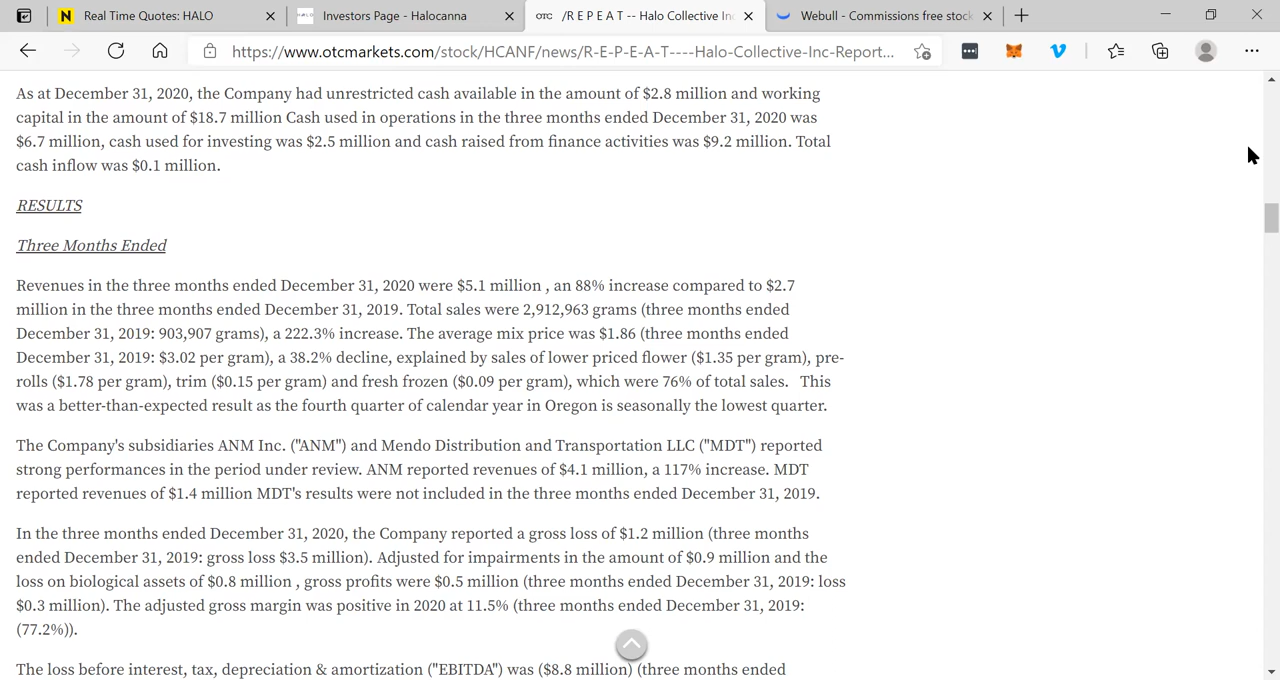 Real Time Quotes: HALO
Investors Page - Halocanna
OTC /R E P E A T -- Halo Collective Inc
Webull - Commissions free stock
https://www.otcmarkets.com/stock/HCANF/news/R-E-P-E-A-T----Halo-Collective-Inc-Report...
As at December 31, 2020, the Company had unrestricted cash available in the amount of $2.8 million and working
capital in the amount of $18.7 million Cash used in operations in the three months ended December 31, 2020 was
$6.7 million, cash used for investing was $2.5 million and cash raised from finance activities was $9.2 million. Total
cash inflow was $0.1 million.
RESULTS
Three Months Ended
Revenues in the three months ended December 31, 2020 were $5.1 million , an 88% increase compared to $2.7
million in the three months ended December 31, 2019. Total sales were 2,912,963 grams (three months ended
December 31, 2019: 903,907 grams), a 222.3% increase. The average mix price was $1.86 (three months ended
December 31, 2019: $3.02 per gram), a 38.2% decline, explained by sales of lower priced flower ($1.35 per gram), pre-
rolls ($1.78 per gram), trim ($0.15 per gram) and fresh frozen ($0.09 per gram), which were 76% of total sales.   This
was a better-than-expected result as the fourth quarter of calendar year in Oregon is seasonally the lowest quarter.
The Company's subsidiaries ANM Inc. ("ANM") and Mendo Distribution and Transportation LLC ("MDT") reported
strong performances in the period under review. ANM reported revenues of $4.1 million, a 117% increase. MDT
reported revenues of $1.4 million MDT's results were not included in the three months ended December 31, 2019.
In the three months ended December 31, 2020, the Company reported a gross loss of $1.2 million (three months
ended December 31, 2019: gross loss $3.5 million). Adjusted for impairments in the amount of $0.9 million and the
loss on biological assets of $0.8 million , gross profits were $0.5 million (three months ended December 31, 2019: loss
$0.3 million). The adjusted gross margin was positive in 2020 at 11.5% (three months ended December 31, 2019:
(77.2%)).
The loss before interest, tax, depreciation & amortization ("EBITDA") was ($8.8 million) (three months ended